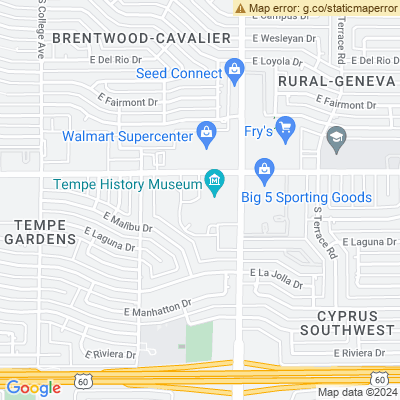 Map error: g.co/staticmaperror
E Campus Dr
BRENTWOOD-CAVALIER
E Wesleyan Dr
S College Ave
E Del Rio Dr
E Loyola Dr
S Terrace Rd
Seed Connect
RURAL-GENEVA
E Fairmont Dr
E Fairmont Dr
Walmart Supercenter
Fry's
Tempe History Museum
Big 5 Sporting Goods
TEMPE
GARDENS
E Malibu Dr
E Laguna Dr
S Terrace Rd
E Laguna Dr
E La Jolla Dr
E Manhatton Dr
CYPRUS
SOUTHWEST
E Riviera Dr
E Riviera Dr
60
60
60
Google
Map data ©2024